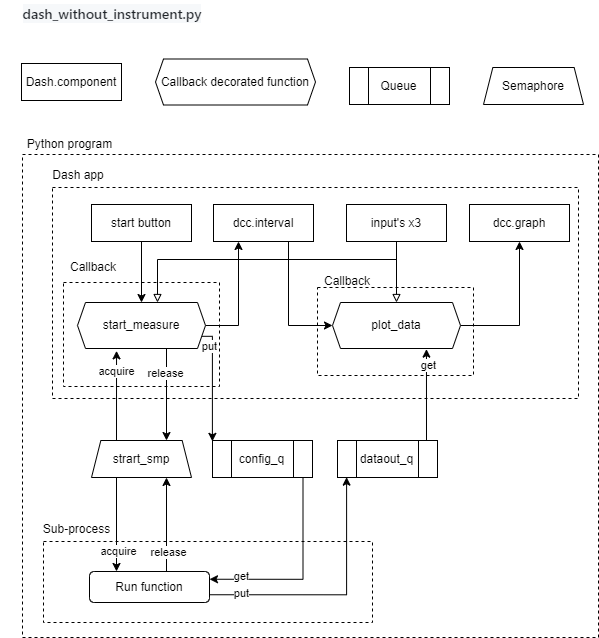 dash_without_instrument.py
Dash.component
Callback decorated function
Queue
Semaphore
Python program
Dash app
start button
dcc.interval
input's x3
dcc.graph
Callback
Callback
start_measure
plot_data
put
acquire
release
get
strart_smp
config_q
dataout_q
Sub-process
acquire
release
Run function
get
put